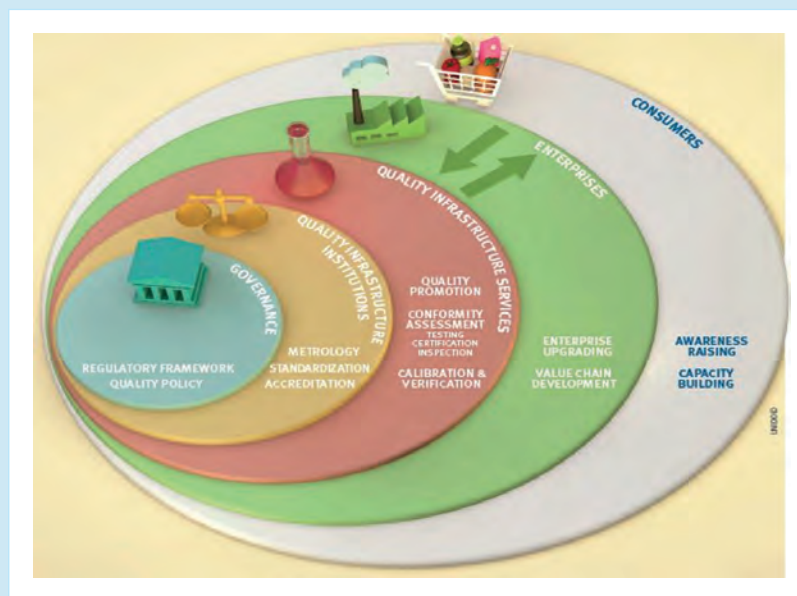 CONSUMERS
ENTERPRISES
QUALITY INFRASTRUCTURE SERVICES
QUALITY INFRASTRUCTURE
INSTITUTIONS
GOVERNANCE
REGULATORY FRAMEWORK
QUALITY POLICY
METROLOGY
STANDARDIZATION
ACCREDITATION
QUALITY
PROMOTION
CONFORMITY
ASSESSMENT
TESTING
CERTIFICATION
INSPECTION
CALIBRATION &
VERIFICATION
ENTERPRISE
UPGRADING
VALUE CHAIN
DEVELOPMENT
AWARENESS
RAISING
CAPACITY
BUILDING
UNIDO